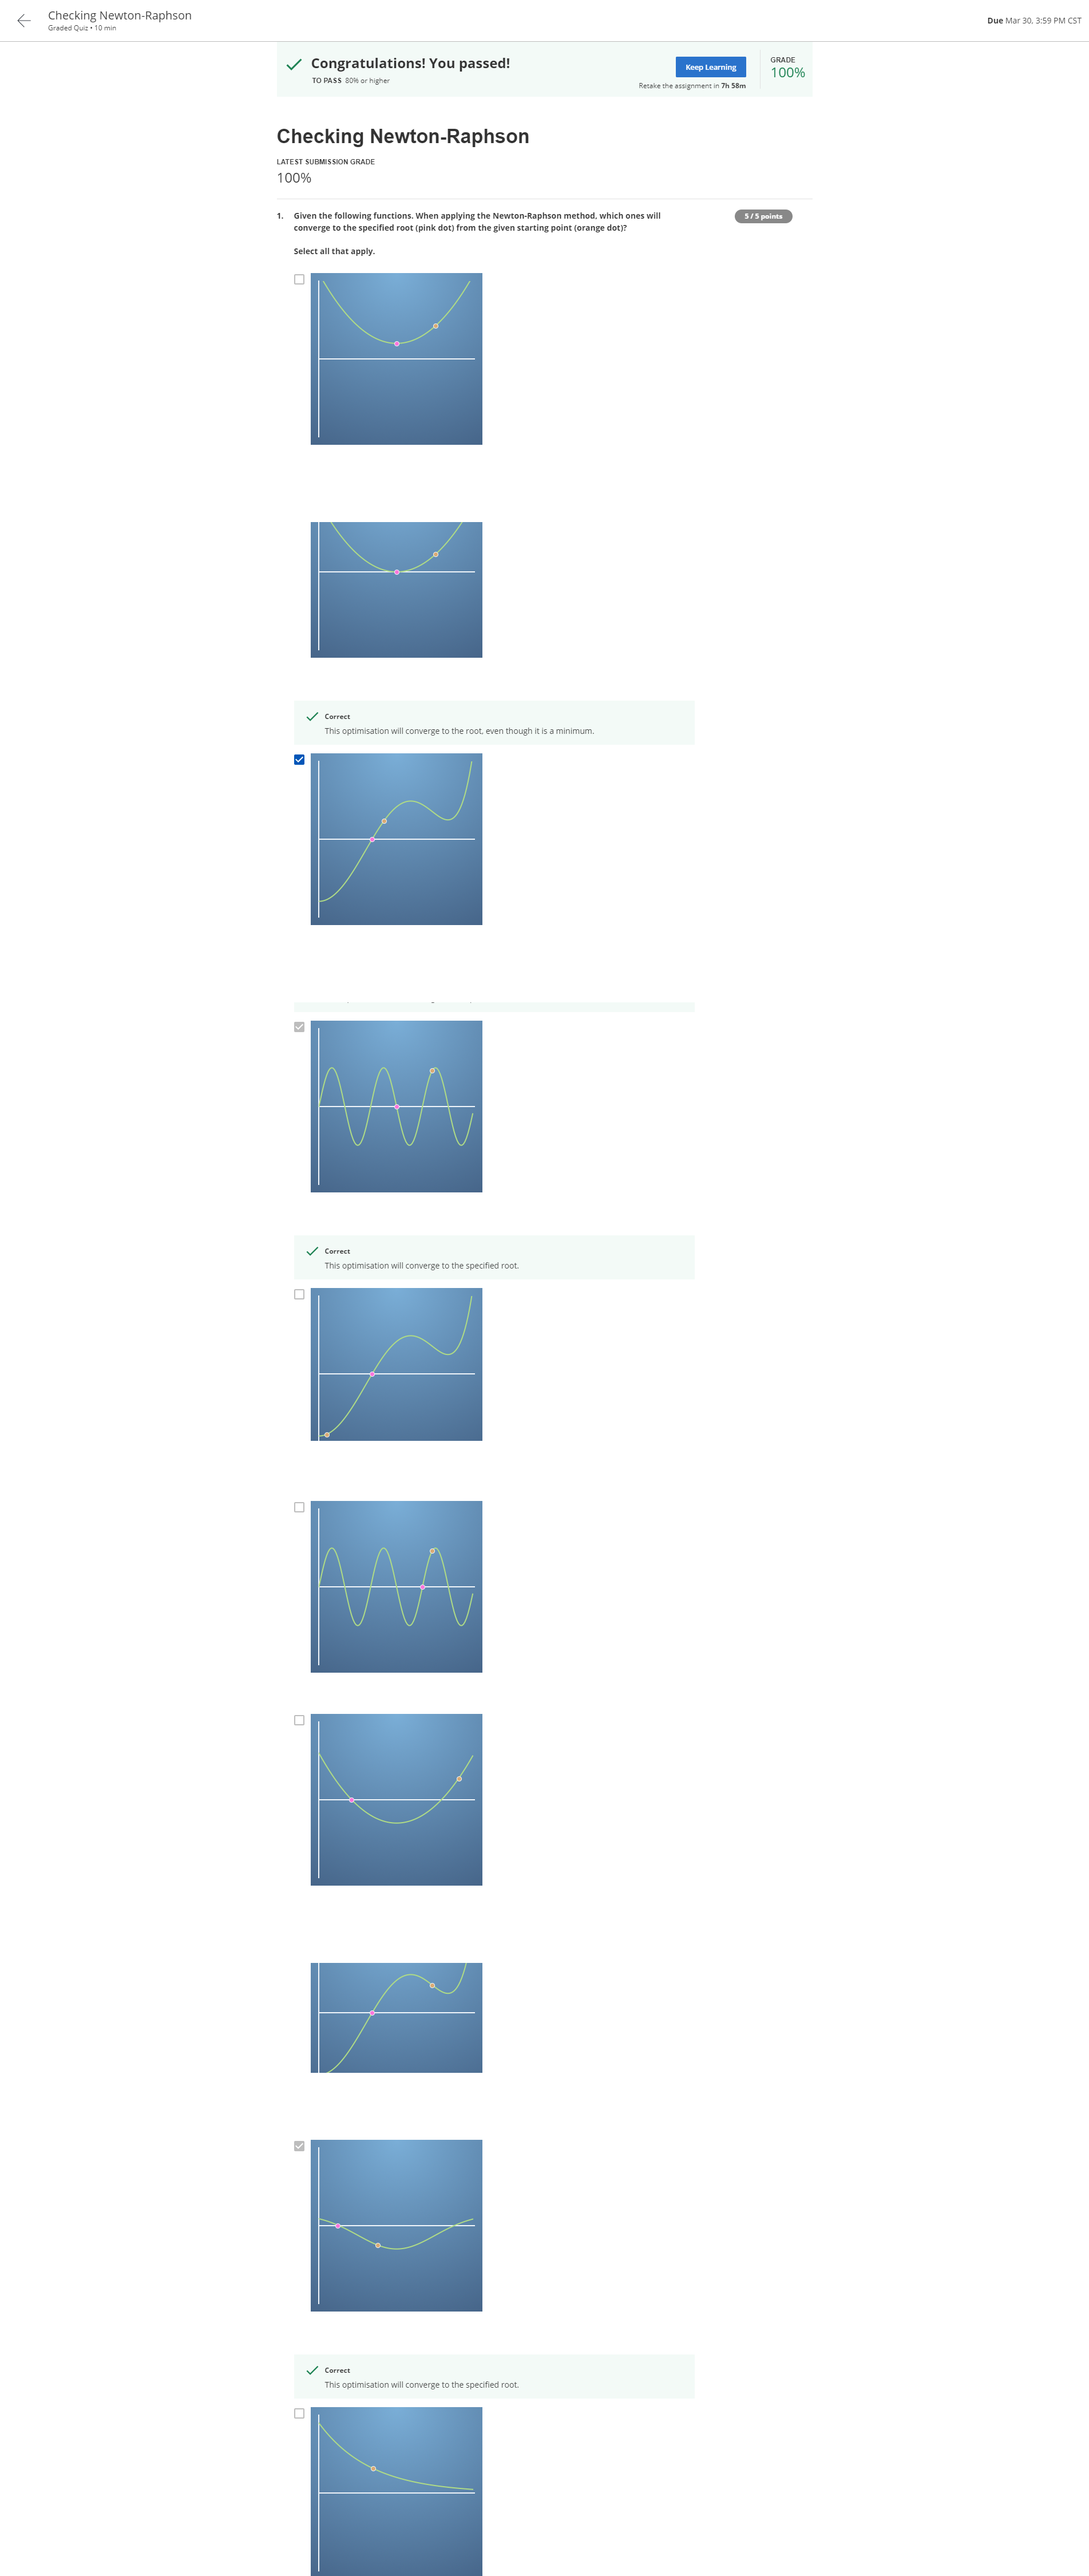 Checking Newton-Raphson
Graded Quiz • 10 min
Due Mar 30, 3:59 PM CST
Congratulations! You passed!
TO PASS 80% or higher
Keep Learning
Retake the assignment in 7h 58m
GRADE
100%
Checking Newton-Raphson
LATEST SUBMISSION GRADE
100%
1. Given the following functions. When applying the Newton-Raphson method, which ones will
converge to the specified root (pink dot) from the given starting point (orange dot)?
5 / 5 points
Select all that apply.
Correct
This optimisation will converge to the root, even though it is a minimum.
Correct
This optimisation will converge to the specified root.
Correct
This optimisation will converge to the specified root.